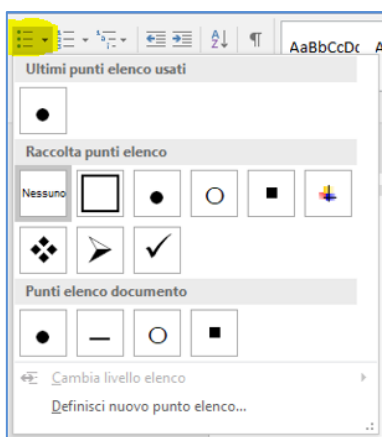 AaBbCcDc A
Ultimi punti elenco usati
Raccolta punti elenco
Nessuno
Punti elenco documento
Cambia livello elenco
Definisci nuovo punto elenco...